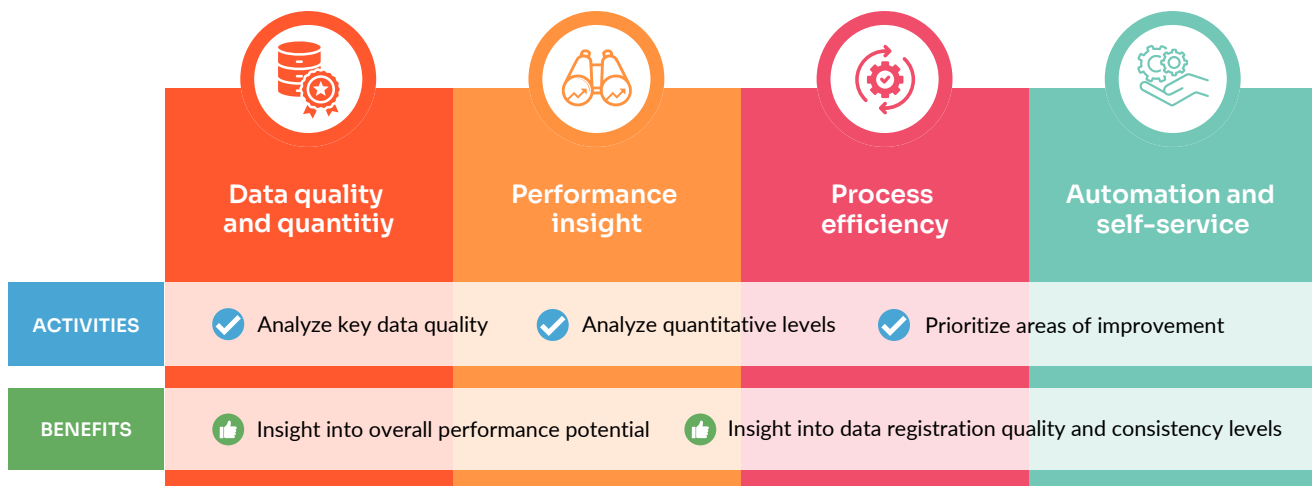 Data quality
and quantitiy
Performance
insight
Process
efficiency
Automation and
self-service
ACTIVITIES
Analyze key data quality
Analyze quantitative levels
Prioritize areas of improvement
BENEFITS
Insight into overall performance potential
Insight into data registration quality and consistency levels